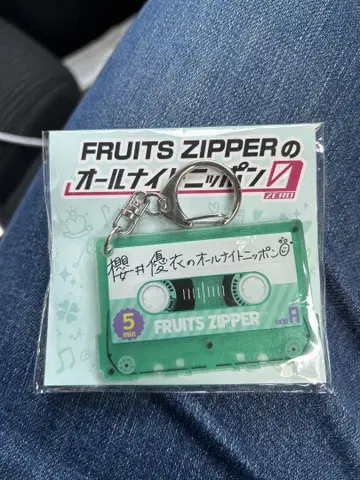 FRUITS ZIPPERの
オールナイトニッポン0
ZERO
櫻井優衣のオールナイトニッポン
5
min
FRUITS ZIPPER
SIDE A